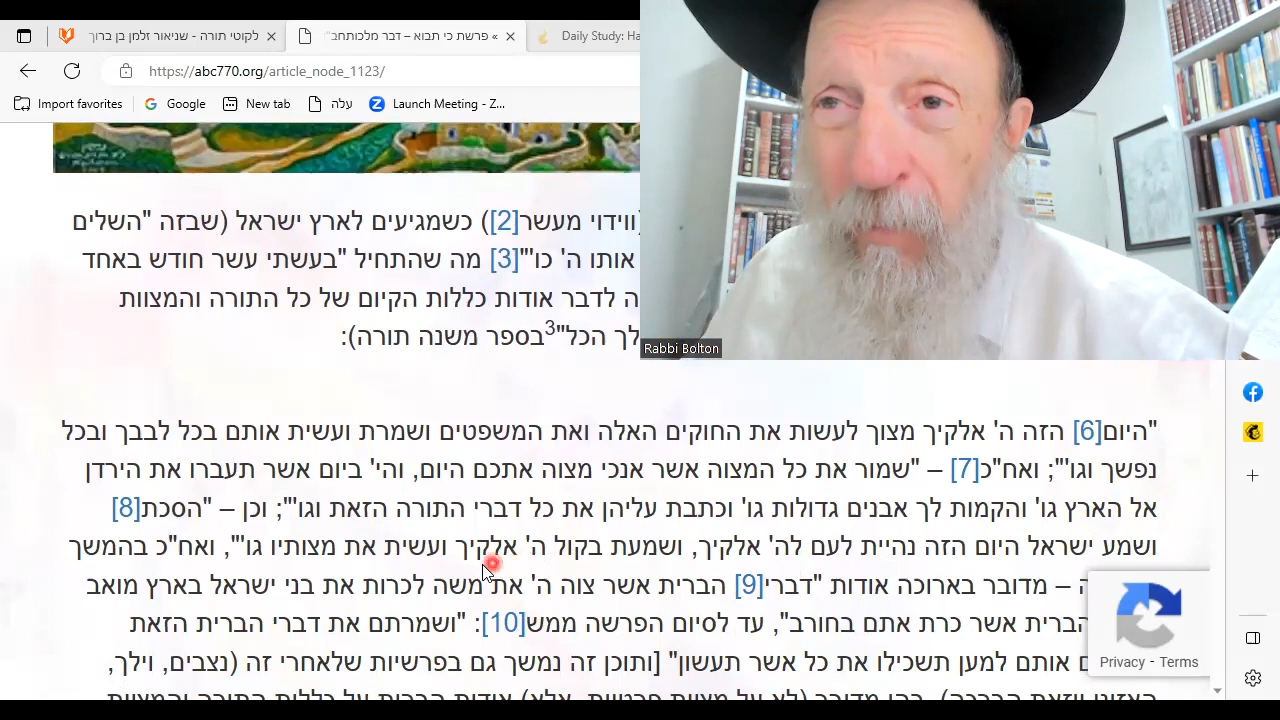 לקוטי תורה - שניאור זלמן בן ברוך
» פרשת כי תבוא – דבר מלכותחב"
Daily Study: Ha
https://abc770.org/article_node_1123/
Import favorites Google New tab עלה Launch Meeting - Z...
ווידוי מעשר[2]) כשמגיעים לארץ ישראל (שבזה "השלים
אותו ה' כו'"[3] מה שהתחיל "בעשתי עשר חודש באחד
ה לדבר אודות כללות הקיום של כל התורה והמצוות
לך הכל"3בספר משנה תורה):
Rabbi Bolton
"היום[6] הזה ה' אלקיך מצוך לעשות את החוקים האלה ואת המשפטים ושמרת ועשית אותם בכל לבבך ובכל
נפשך וגו'"; ואח"כ[7] – "שמור את כל המצוה אשר אנכי מצוה אתכם היום, והי' ביום אשר תעברו את הירדן
אל הארץ גו' והקמות לך אבנים גדולות גו' וכתבת עליהן את כל דברי התורה הזאת וגו'"; וכן – "הסכת[8]
ושמע ישראל היום הזה נהיית לעם לה' אלקיך, ושמעת בקול ה' אלקיך ועשית את מצותיו גו'", ואח"כ בהמשך
ה – מדובר בארוכה אודות "דברי[9] הברית אשר צוה ה' את משה לכרות את בני ישראל בארץ מואב
הברית אשר כרת אתם בחורב", עד לסיום הפרשה ממש[10]: "ושמרתם את דברי הברית הזאת
ם אותם למען תשכילו את כל אשר תעשון" [ותוכן זה נמשך גם בפרשיות שלאחרי זה (נצבים, וילך,
Privacy - Terms